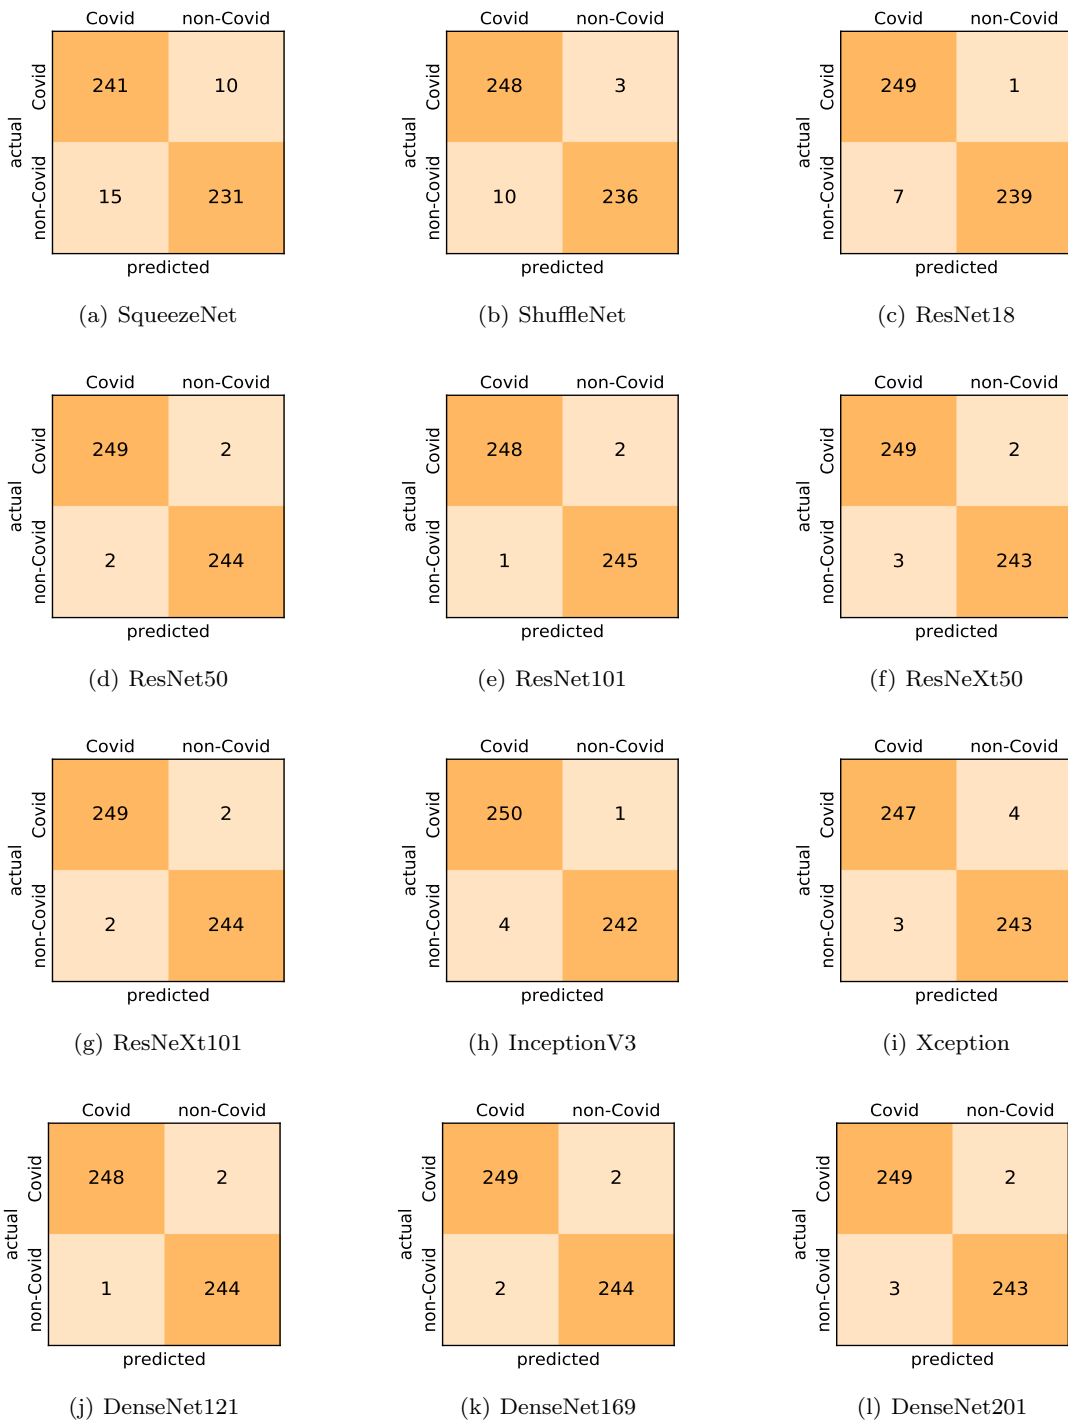 Covid non-Covid Covid non-Covid Covid non-Covid
Covid 241 10 Covid 248 3 Covid 249 1
actual actual actual
non-Covid 15 231 non-Covid 10 236 non-Covid 7 239
predicted predicted predicted
(a) SqueezeNet (b) ShuffleNet (c) ResNet18
Covid non-Covid Covid non-Covid Covid non-Covid
Covid 249 2 Covid 248 2 Covid 249 2
actual actual actual
non-Covid 2 244 non-Covid 1 245 non-Covid 3 243
predicted predicted predicted
(d) ResNet50 (e) ResNet101 (f) ResNeXt50
Covid non-Covid Covid non-Covid Covid non-Covid
Covid 249 2 Covid 250 1 Covid 247 4
actual actual actual
non-Covid 2 244 non-Covid 4 242 non-Covid 3 243
predicted predicted predicted
(g) ResNeXt101 (h) InceptionV3 (i) Xception
Covid non-Covid Covid non-Covid Covid non-Covid
Covid 248 2 Covid 249 2 Covid 249 2
actual actual actual
non-Covid 1 244 non-Covid 2 244 non-Covid 3 243
predicted predicted predicted
(j) DenseNet121 (k) DenseNet169 (l) DenseNet201